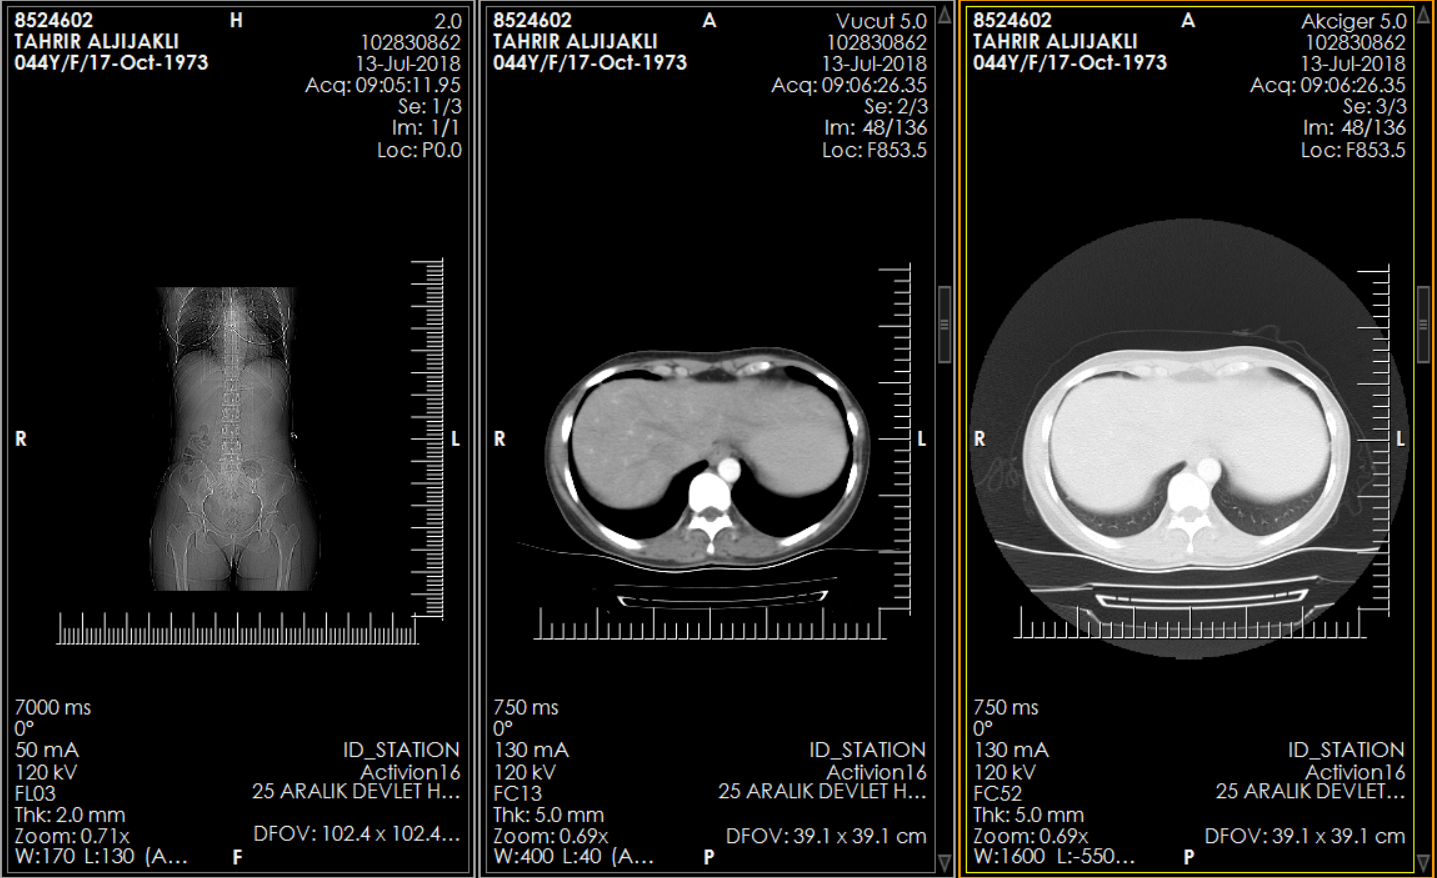 8524602 H 2.0
TAHRIR ALJIJAKLI 102830862
044Y/F/17-Oct-1973 13-Jul-2018
Acq: 09:05:11.95
Se: 1/3
Im: 1/1
Loc: P0.0
R L
7000 ms
0°
50 mA ID_STATION
120 kV Activion16
FL03 25 ARALIK DEVLET H...
Thk: 2.0 mm
Zoom: 0.71x DFOV: 102.4 x 102.4...
W:170 L:130 (A... F
8524602 A Vucut 5.0
TAHRIR ALJIJAKLI 102830862
044Y/F/17-Oct-1973 13-Jul-2018
Acq: 09:06:26.35
Se: 2/3
Im: 48/136
Loc: F853.5
R L
750 ms
0°
130 mA ID_STATION
120 kV Activion16
FC13 25 ARALIK DEVLET H...
Thk: 5.0 mm
Zoom: 0.69x DFOV: 39.1 x 39.1 cm
W:400 L:40 (A... P
8524602 A Akciger 5.0
TAHRIR ALJIJAKLI 102830862
044Y/F/17-Oct-1973 13-Jul-2018
Acq: 09:06:26.35
Se: 3/3
Im: 48/136
Loc: F853.5
R L
750 ms
0°
130 mA ID_STATION
120 kV Activion16
FC52 25 ARALIK DEVLET...
Thk: 5.0 mm
Zoom: 0.69x DFOV: 39.1 x 39.1 cm
W:1600 L:-550... P